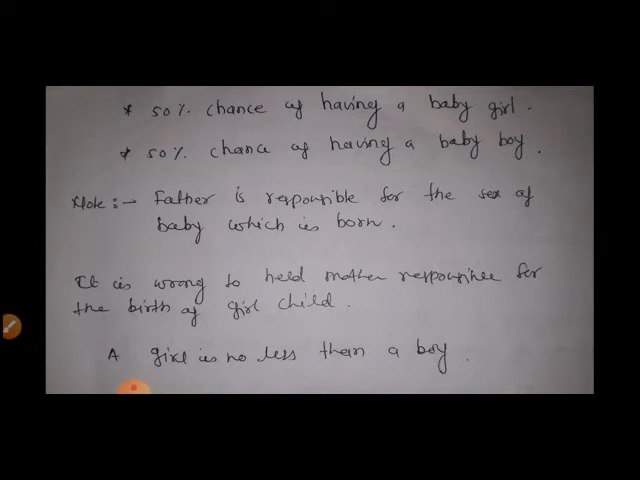 * 50%. chance of having a baby girl.
* 50%. chance of having a baby boy.
Note :- Father is responsible for the sex of
baby which is born.
It is wrong to held mother responsible for
the birth of girl child.
A girl is no less than a boy.